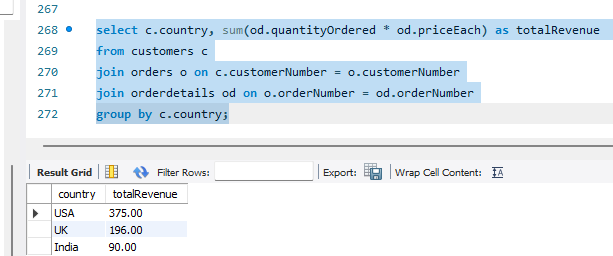 267
268 select c.country, sum(od.quantityOrdered * od.priceEach) as totalRevenue
269 from customers c
270 join orders o on c.customerNumber = o.customerNumber
271 join orderdetails od on o.orderNumber = od.orderNumber
272 group by c.country;
Result Grid Filter Rows: Export: Wrap Cell Content: IA
country totalRevenue
USA 375.00
UK 196.00
India 90.00